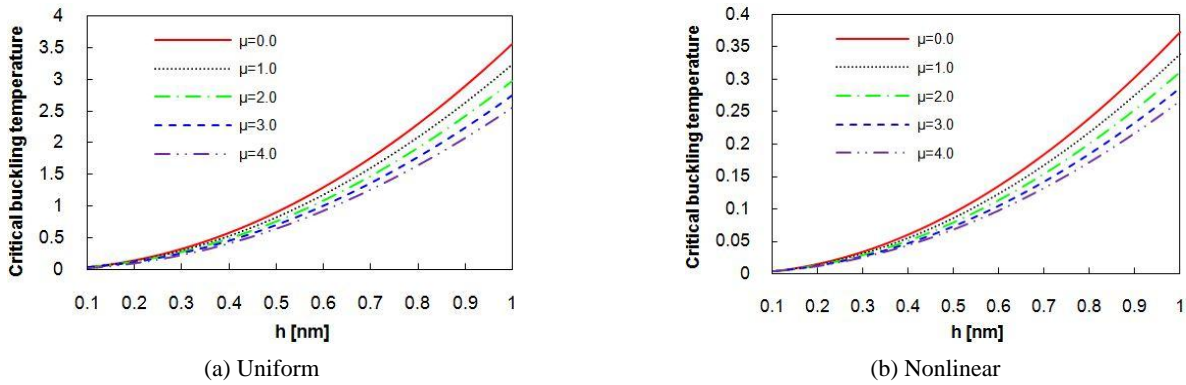 Critical buckling temperature
4
3.5
3
2.5
2
1.5
1
0.5
0
μ=0.0
μ=1.0
μ=2.0
μ=3.0
μ=4.0
0.1 0.2 0.3 0.4 0.5 0.6 0.7 0.8 0.9 1
h [nm]
(a) Uniform
Critical buckling temperature
0.4
0.35
0.3
0.25
0.2
0.15
0.1
0.05
0
μ=0.0
μ=1.0
μ=2.0
μ=3.0
μ=4.0
0.1 0.2 0.3 0.4 0.5 0.6 0.7 0.8 0.9 1
h [nm]
(b) Nonlinear